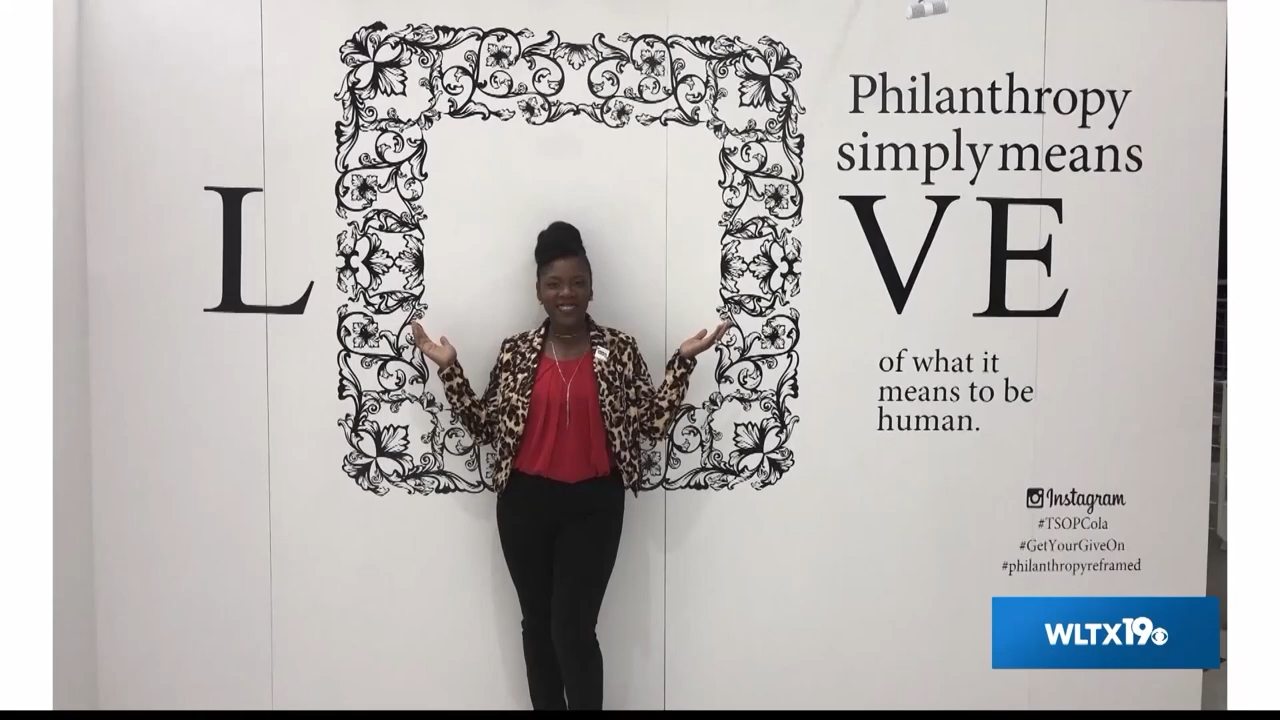 Philanthropy
simply means
L VE
of what it
means to be
human.
Instagram
#TSOPCola
#GetYourGiveOn
#philanthropyreframed
WLTX19